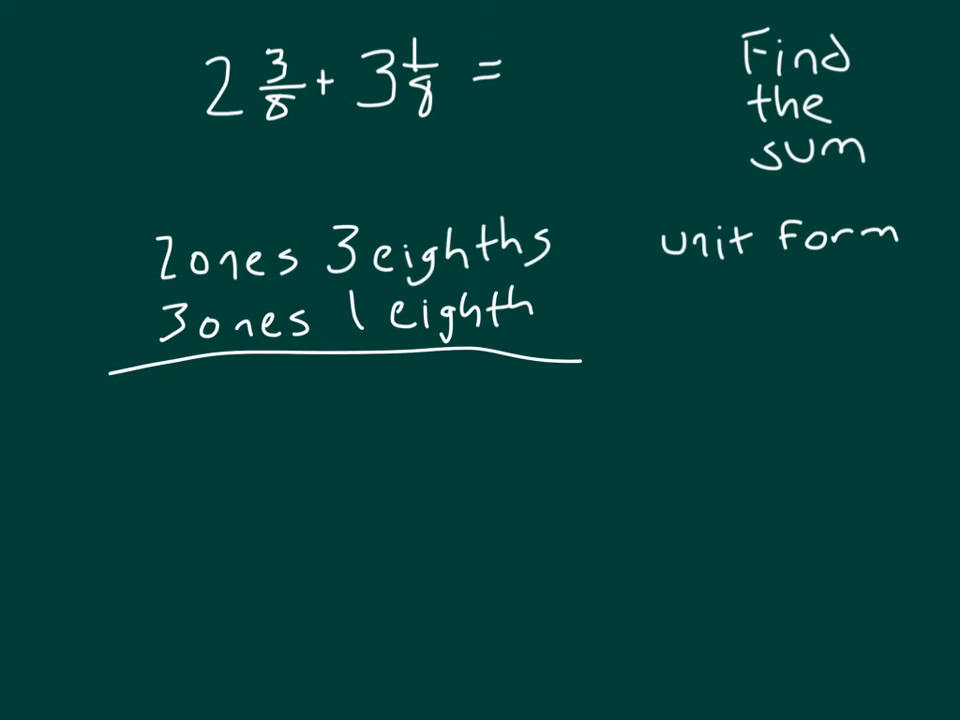 2 3/8 + 3 1/8 =
Find
the
sum
2 ones 3 eighths
3 ones 1 eighth
unit form